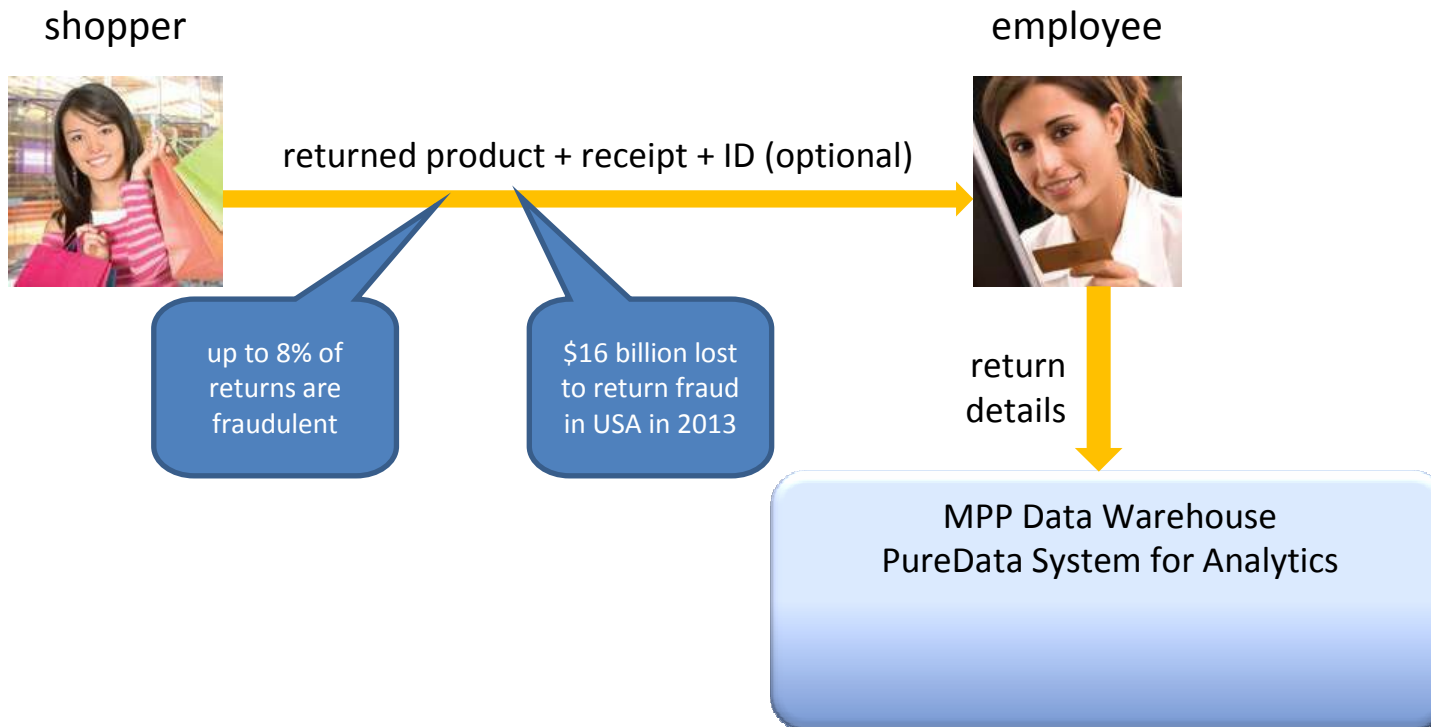 shopper
employee
returned product + receipt + ID (optional)
up to 8% of
returns are
fraudulent
$16 billion lost
to return fraud
in USA in 2013
return
details
MPP Data Warehouse
PureData System for Analytics